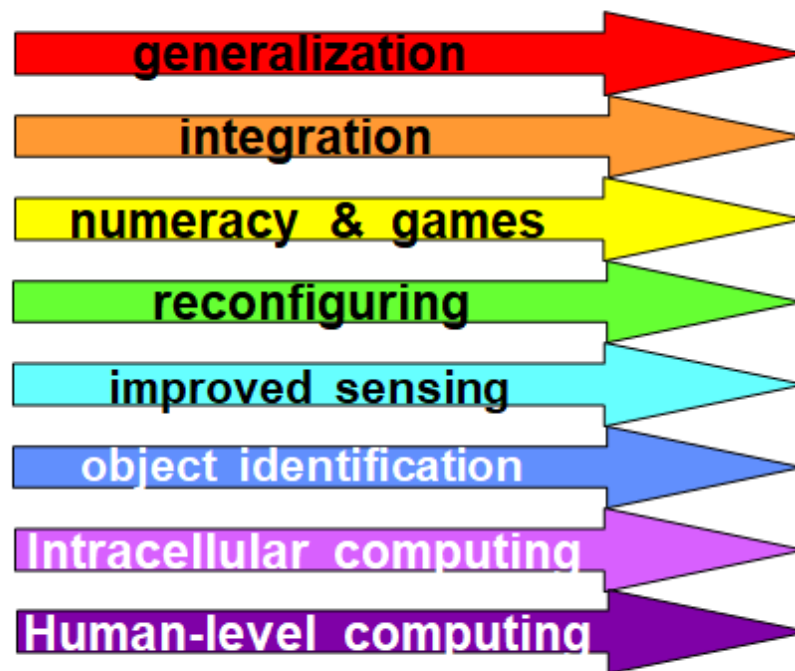 generalization
integration
numeracy & games
reconfiguring
improved sensing
object identification
Intracellular computing
Human-level computing